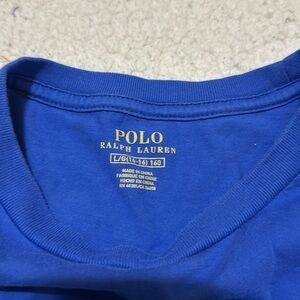 POLO
RALPH LAUREN
L/G(14-16) 160
MADE IN CHINA
FABRIQUÉ EN CHINE
HECHO EN CHINA